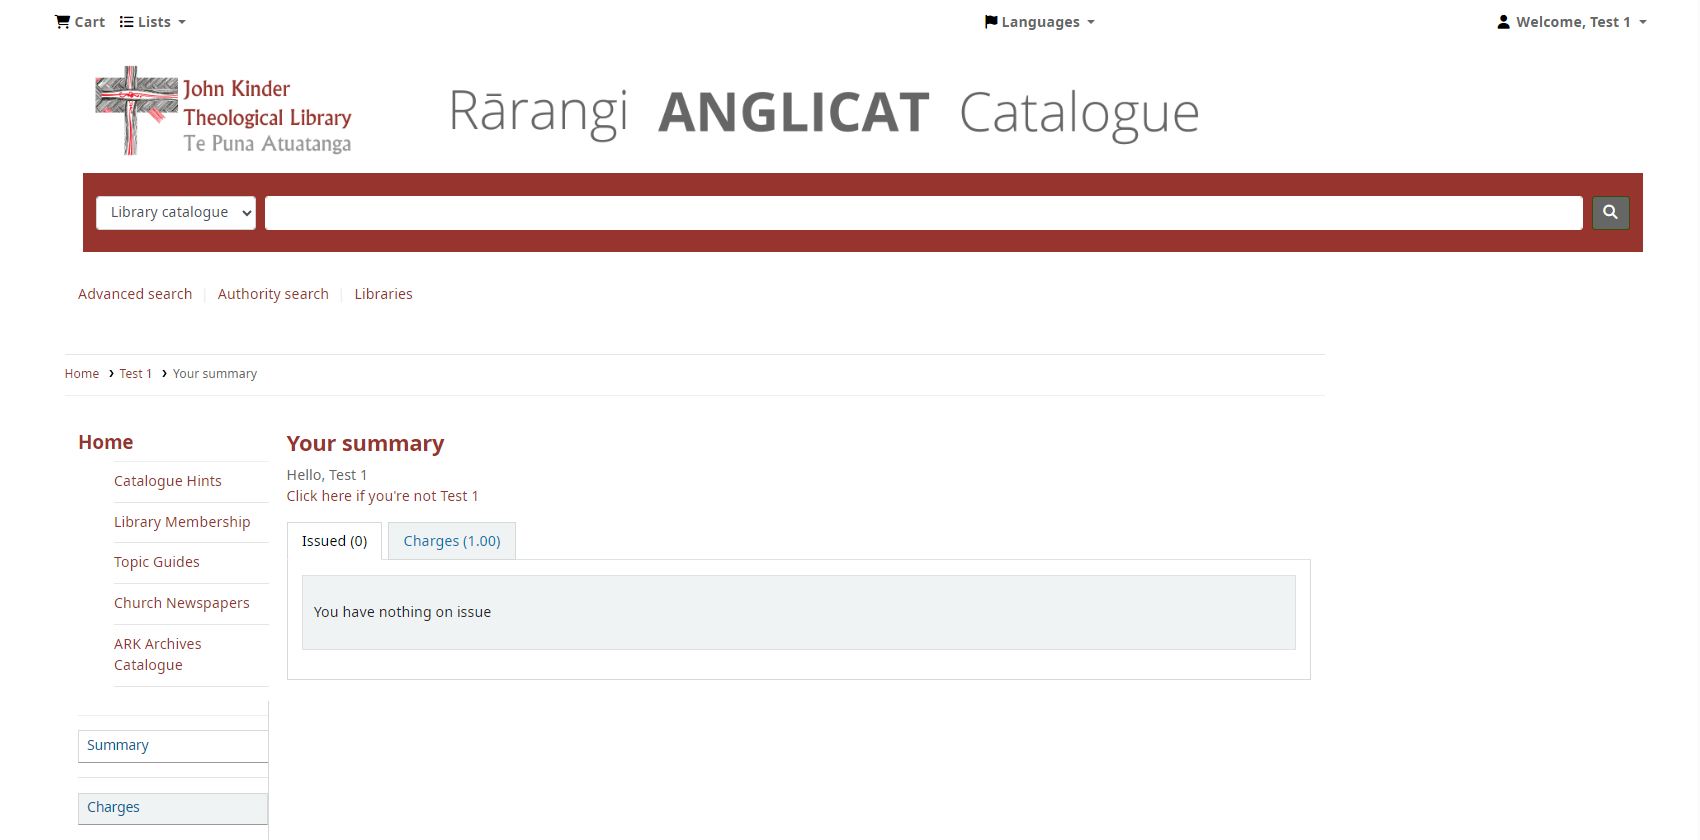 Cart Lists Languages Welcome, Test 1
John Kinder
Theological Library
Te Puna Atuatanga
Rārangi ANGLICAT Catalogue
Library catalogue
Advanced search Authority search Libraries
Home Test 1 Your summary
Home
Catalogue Hints
Library Membership
Topic Guides
Church Newspapers
ARK Archives
Catalogue
Summary
Charges
Your summary
Hello, Test 1
Click here if you're not Test 1
Issued (0) Charges (1.00)
You have nothing on issue